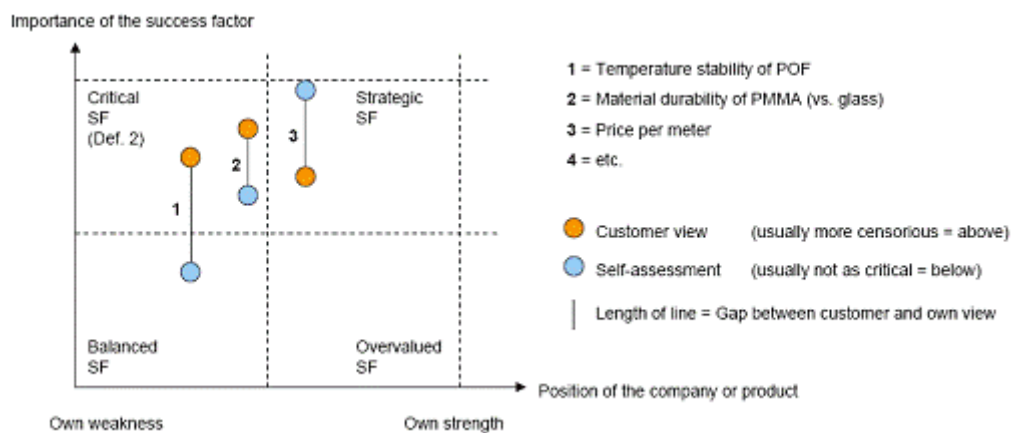 Importance of the success factor
Critical
SF
(Def. 2)
Strategic
SF
1
2
3
Balanced
SF
Overvalued
SF
Position of the company or product
Own weakness
Own strength
1 = Temperature stability of POF
2 = Material durability of PMMA (vs. glass)
3 = Price per meter
4 = etc.
Customer view (usually more censorious = above)
Self-assessment (usually not as critical = below)
Length of line = Gap between customer and own view